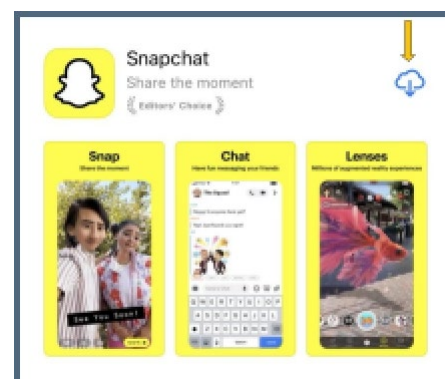 Snapchat
Share the moment
Editors' Choice
Snap
Share the moment
Chat
Have fun messaging your friends
Lenses
Millions of augmented reality experiences
See You Soon!
Q W E R T Y U I O P
A S D F G H J K L
Z X C V B N M